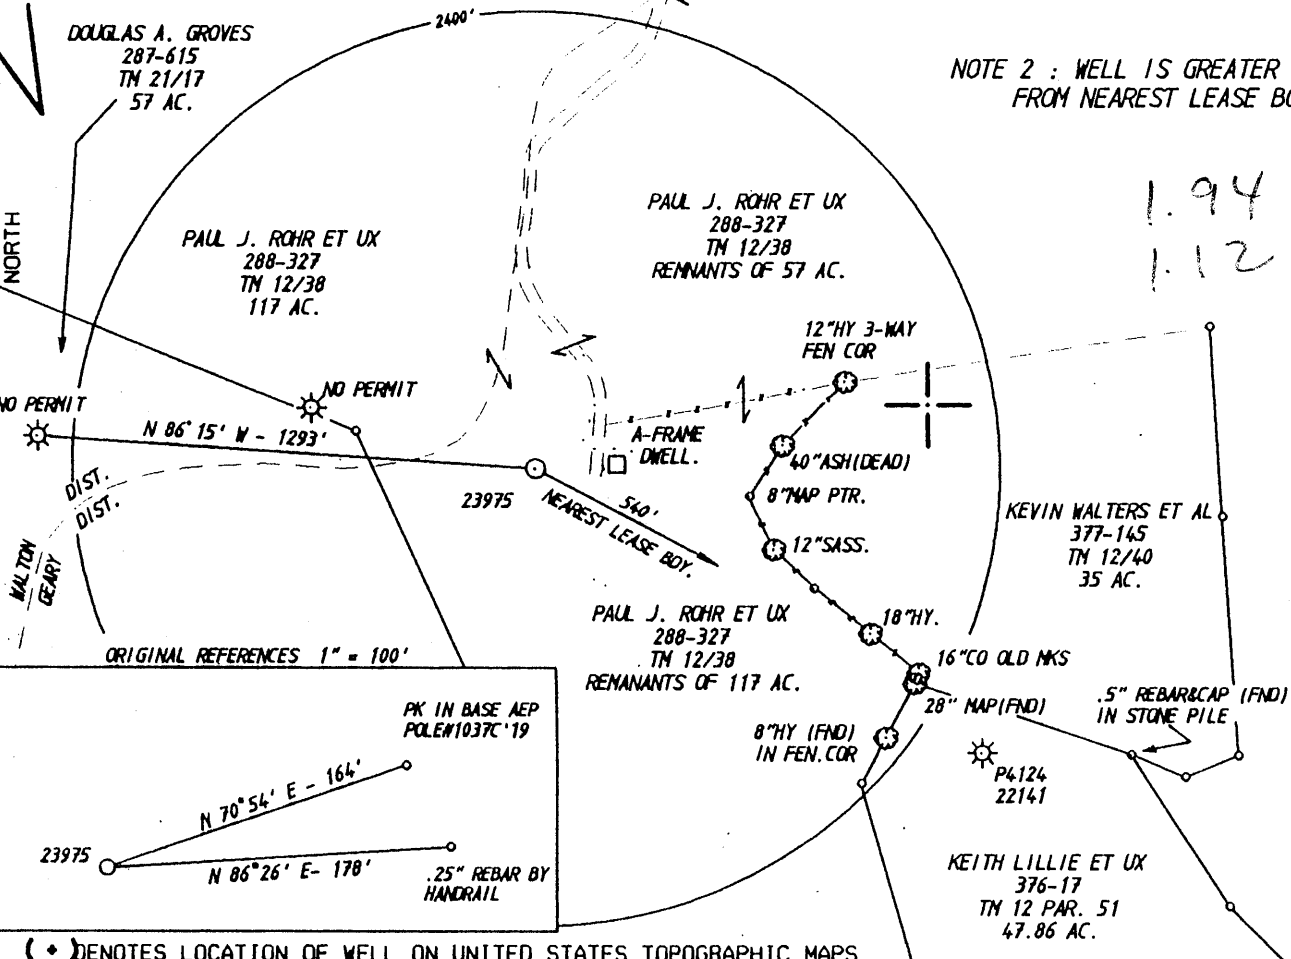 2400'
DOUGLAS A. GROVES
287-615
TM 21/17
57 AC.
NOTE 2 : WELL IS GREATER
FROM NEAREST LEASE BO
1.94
1.12
NORTH
PAUL J. ROHR ET UX
288-327
TM 12/38
117 AC.
PAUL J. ROHR ET UX
288-327
TM 12/38
REMNANTS OF 57 AC.
12"HY 3-WAY
FEN COR
NO PERMIT
NO PERMIT
N 86° 15' W - 1293'
A-FRAME
DWELL.
40"ASH(DEAD)
8"MAP PTR.
23975
540'
NEAREST LEASE BDY.
DIST.
DIST.
WALTON
GEARY
12"SASS.
KEVIN WALTERS ET AL
377-145
TM 12/40
35 AC.
PAUL J. ROHR ET UX
288-327
TM 12/38
REMANANTS OF 117 AC.
18"HY.
16"CO OLD MKS
28" MAP(FND)
.5" REBAR&CAP (FND)
IN STONE PILE
8"HY (FND)
IN FEN.COR
P4124
22141
KEITH LILLIE ET UX
376-17
TM 12 PAR. 51
47.86 AC.
ORIGINAL REFERENCES 1" = 100'
PK IN BASE AEP
POLE#1037C'19
N 70°54' E - 164'
23975
N 86°26' E- 178'
.25" REBAR BY
HANDRAIL
(+)DENOTES LOCATION OF WELL ON UNITED STATES TOPOGRAPHIC MAPS